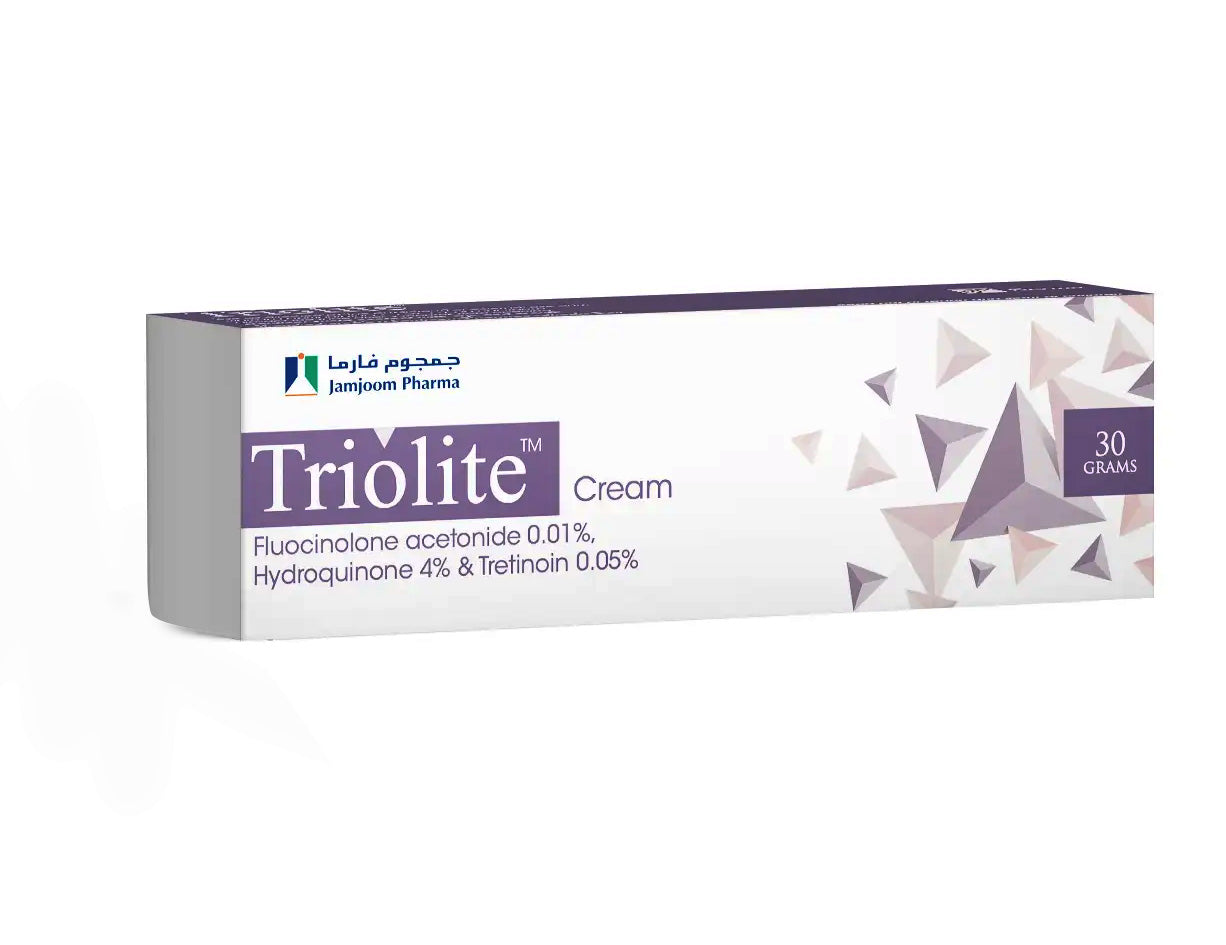 جمجوم فارما
Jamjoom Pharma
Triolite™
Cream
Fluocinolone acetonide 0.01%,
Hydroquinone 4% & Tretinoin 0.05%
30
GRAMS